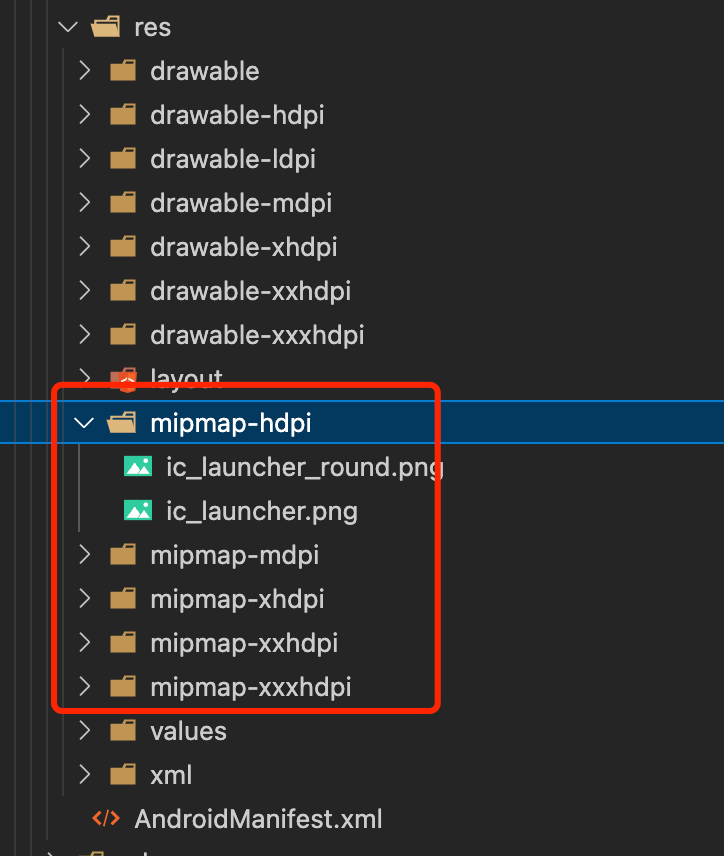 res
drawable
drawable-hdpi
drawable-ldpi
drawable-mdpi
drawable-xhdpi
drawable-xxhdpi
drawable-xxxhdpi
layout
mipmap-hdpi
ic_launcher_round.png
ic_launcher.png
mipmap-mdpi
mipmap-xhdpi
mipmap-xxhdpi
mipmap-xxxhdpi
values
xml
AndroidManifest.xml